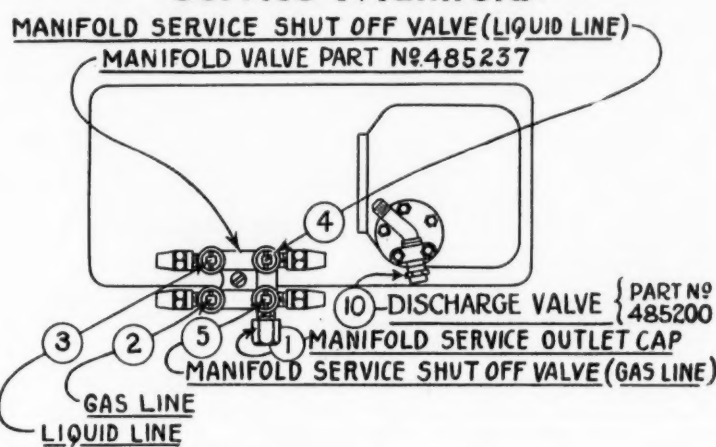 MANIFOLD SERVICE SHUT OFF VALVE (LIQUID LINE)
MANIFOLD VALVE PART Nº 485237
4
10 DISCHARGE VALVE { PART Nº 485200
3 2 5 1 MANIFOLD SERVICE OUTLET CAP
MANIFOLD SERVICE SHUT OFF VALVE (GAS LINE)
GAS LINE
LIQUID LINE